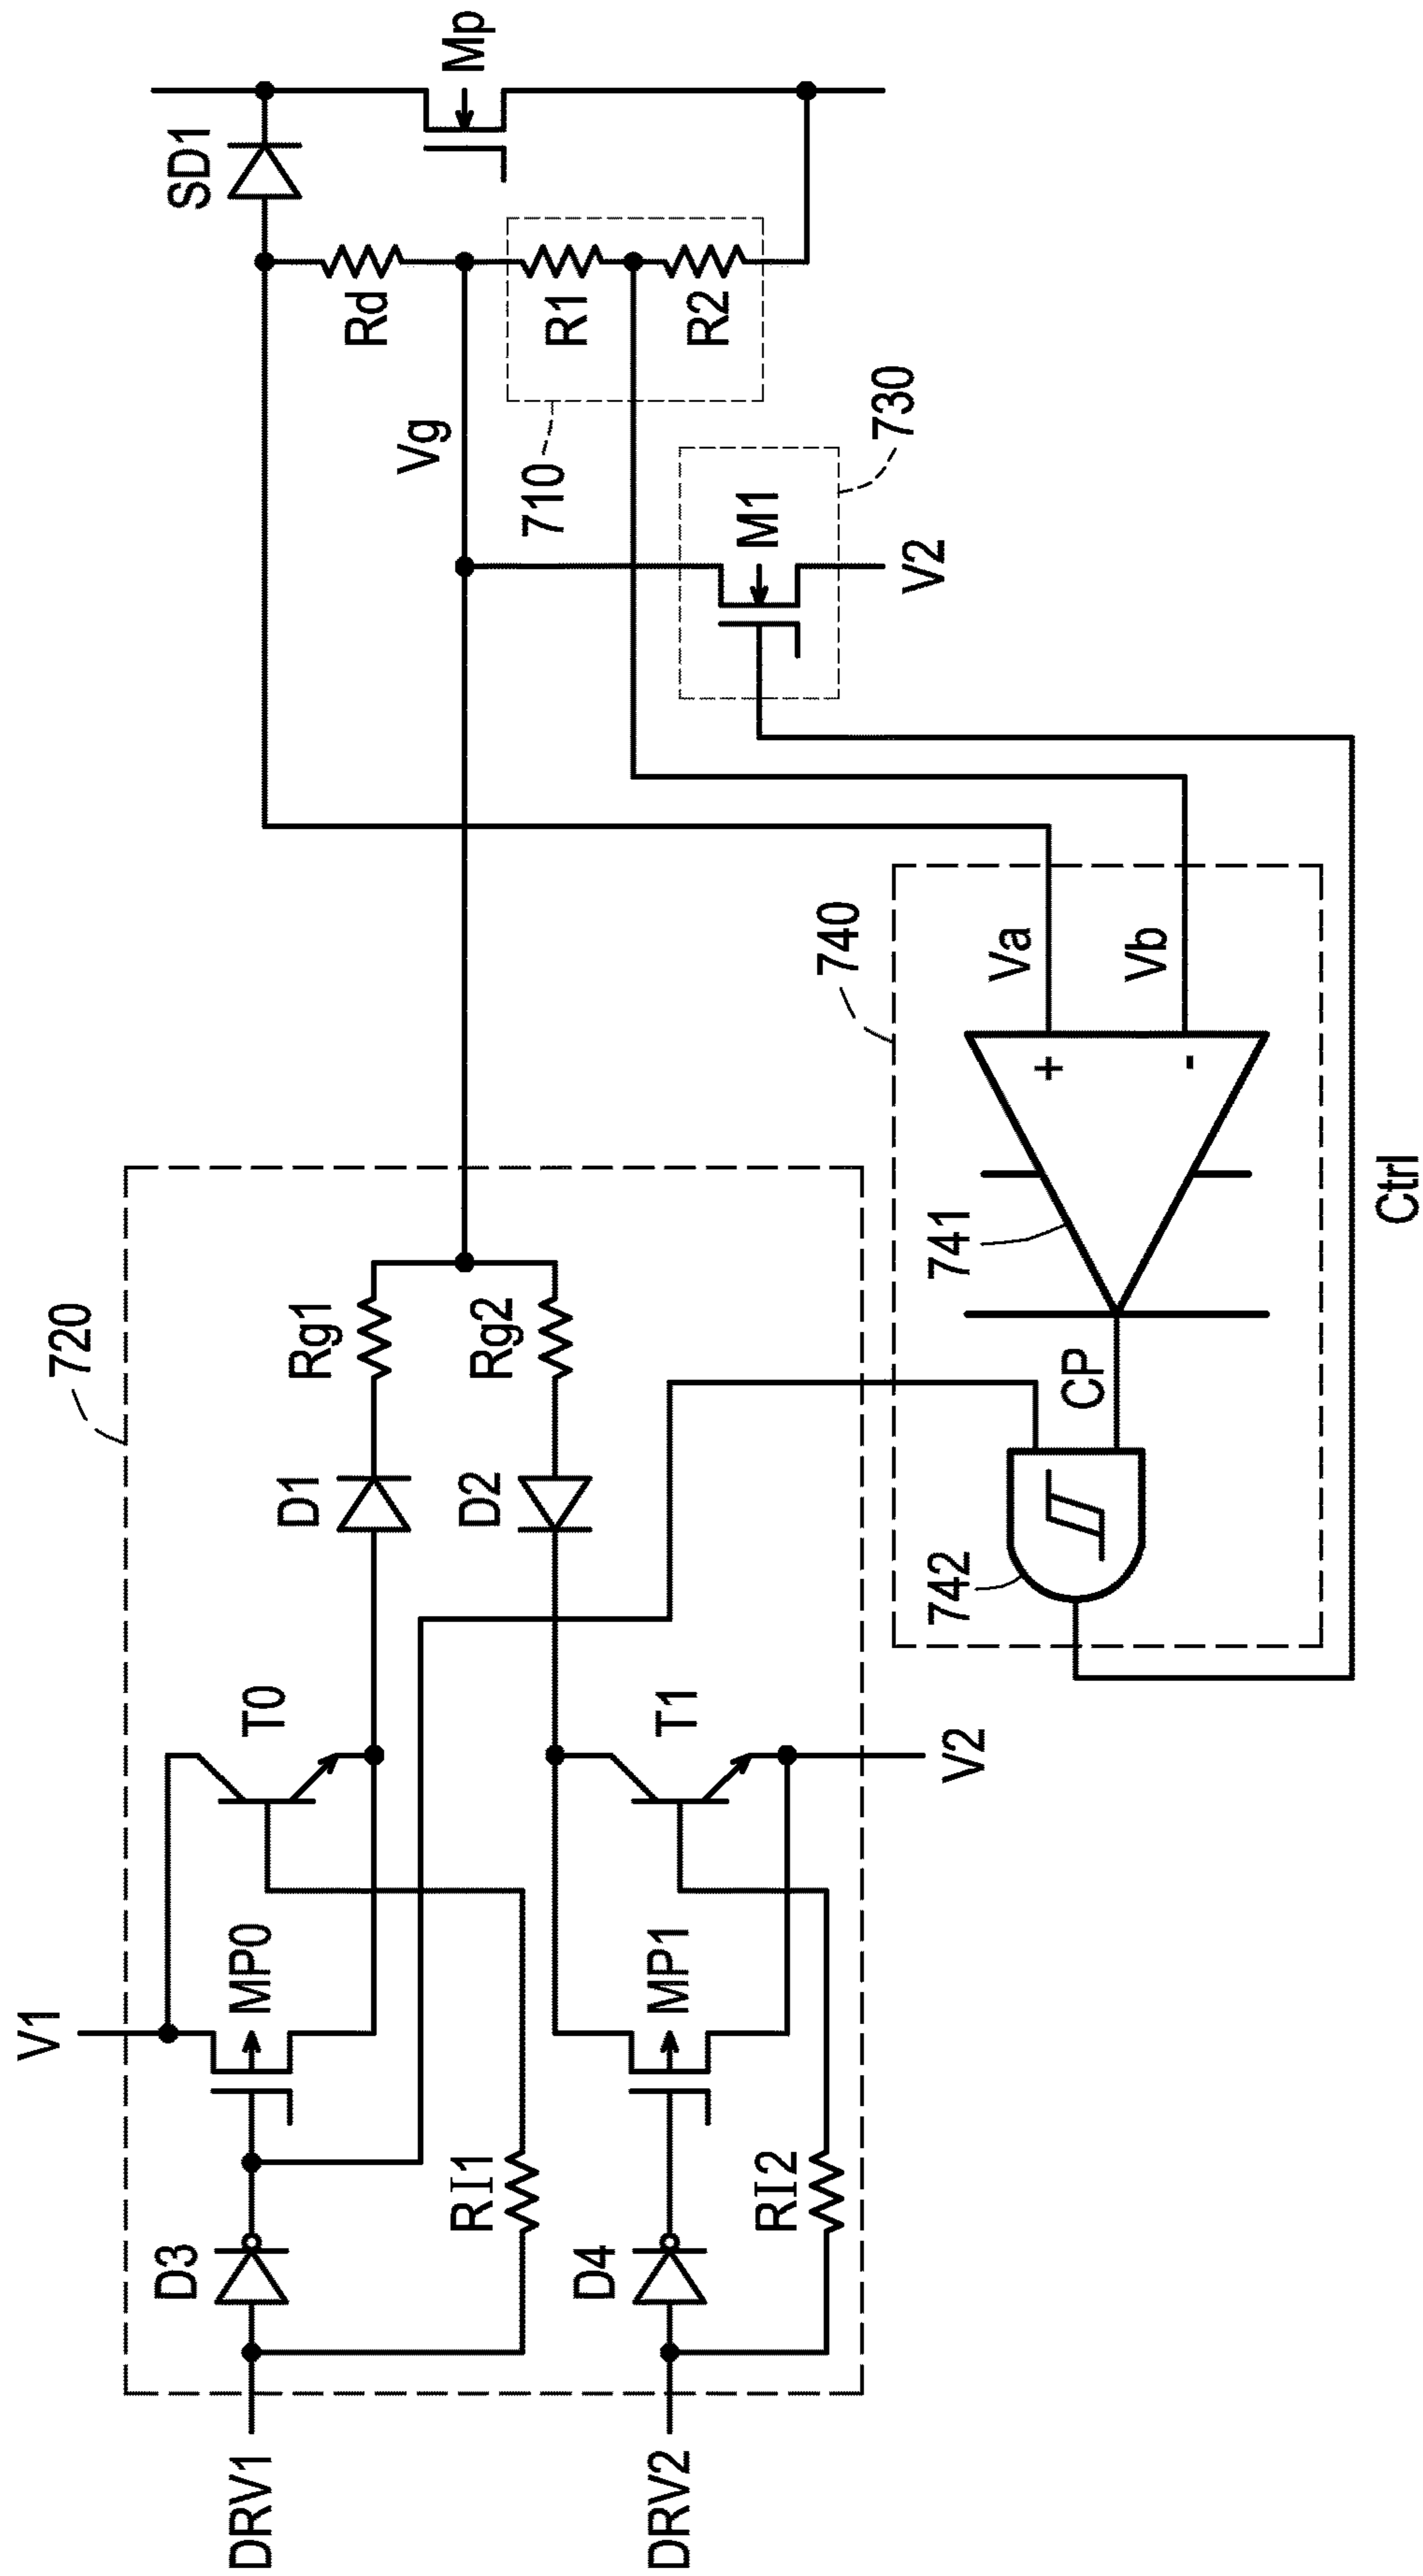 V1
720
DRV1
D3
MP0
T0
D1
Rg1
RI1
DRV2
D4
MP1
T1
D2
Rg2
RI2
V2
Vg
SD1
Mp
Rd
R1
R2
710
M1
730
V2
740
742
CP
741
+
-
Va
Vb
Ctrl